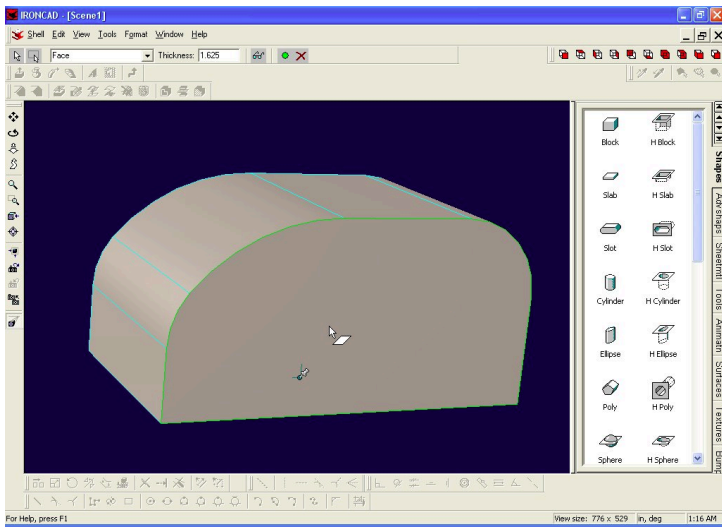 IRONCAD - [Scene1]
Shell Edit View Tools Format Window Help
Face Thickness: 1.625
Block H Block
Slab H Slab
Slot H Slot
Cylinder H Cylinder
Ellipse H Ellipse
Poly H Poly
Sphere H Sphere
Shapes
Adv shaps
Sheetmtl
Tools
Animatn
Surfaces
Textures
Bump
For Help, press F1 View size: 776 x 529 in, deg 1:16 AM